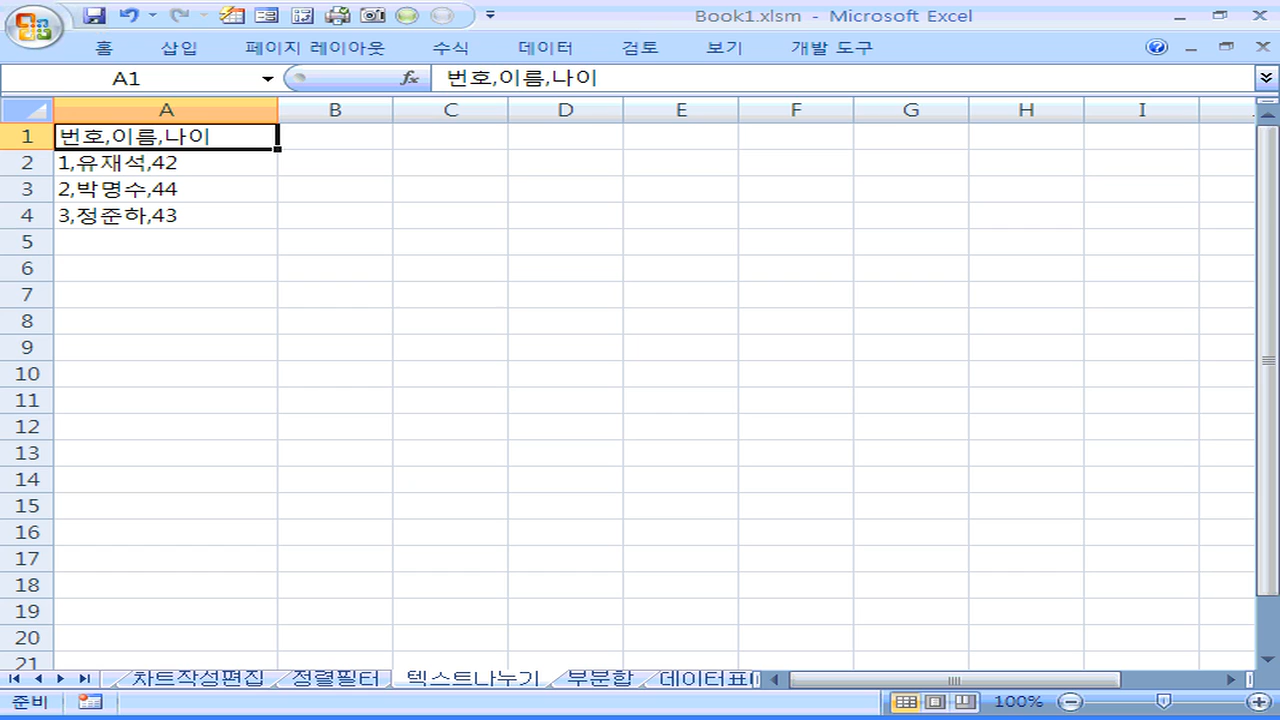 Book1.xlsm - Microsoft Excel
홈 삽입 페이지 레이아웃 수식 데이터 검토 보기 개발 도구
A1 fx 번호,이름,나이
A B C D E F G H I
1 번호,이름,나이
2 1,유재석,42
3 2,박명수,44
4 3,정준하,43
5
6
7
8
9
10
11
12
13
14
15
16
17
18
19
20
21
차트작성편집 정렬필터 텍스트나누기 부분합 데이터표
준비 100%